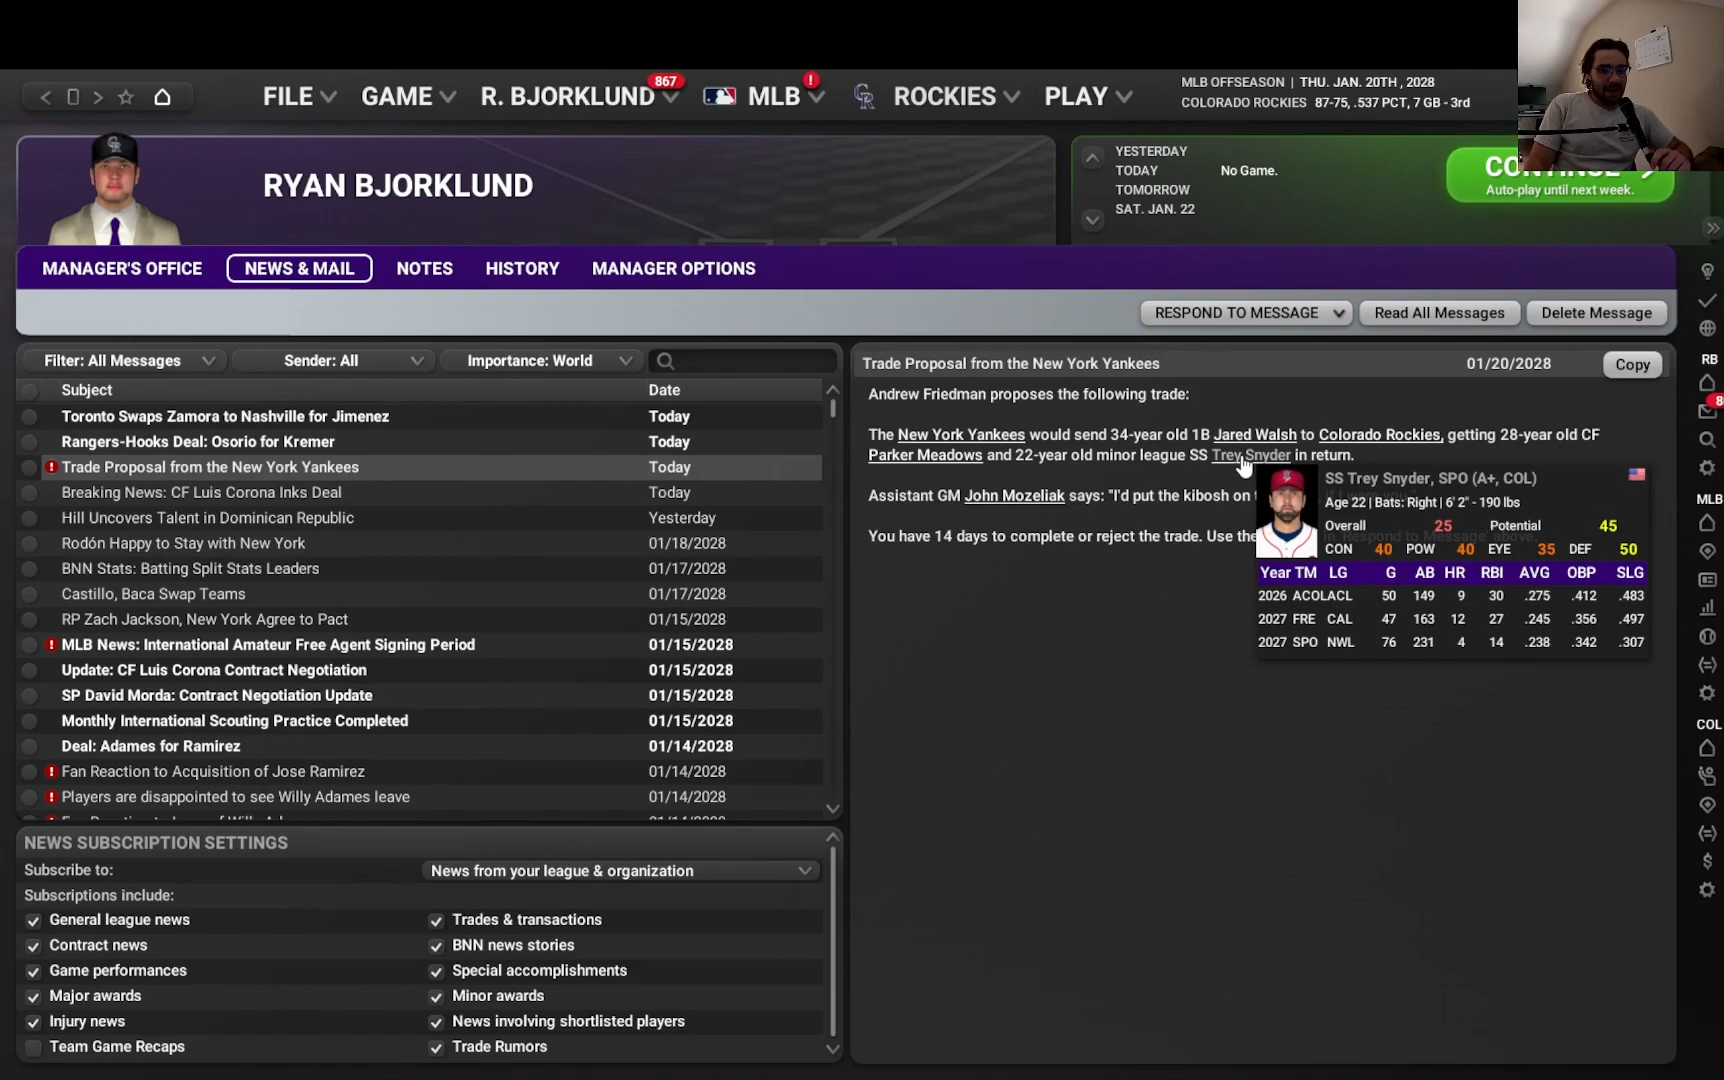 FILE
GAME
R. BJORKLUND
867
MLB
!
ROCKIES
PLAY
MLB OFFSEASON | THU. JAN. 20TH , 2028
COLORADO ROCKIES 87-75, .537 PCT, 7 GB - 3rd
RYAN BJORKLUND
YESTERDAY
TODAY
No Game.
TOMORROW
SAT. JAN. 22
Auto-play until next week.
MANAGER'S OFFICE
NEWS & MAIL
NOTES
HISTORY
MANAGER OPTIONS
RESPOND TO MESSAGE
Read All Messages
Delete Message
Filter: All Messages
Sender: All
Importance: World
Subject
Date
Toronto Swaps Zamora to Nashville for Jimenez Today
Rangers-Hooks Deal: Osorio for Kremer Today
! Trade Proposal from the New York Yankees Today
Breaking News: CF Luis Corona Inks Deal Today
Hill Uncovers Talent in Dominican Republic Yesterday
Rodón Happy to Stay with New York 01/18/2028
BNN Stats: Batting Split Stats Leaders 01/17/2028
Castillo, Baca Swap Teams 01/17/2028
RP Zach Jackson, New York Agree to Pact 01/15/2028
! MLB News: International Amateur Free Agent Signing Period 01/15/2028
Update: CF Luis Corona Contract Negotiation 01/15/2028
SP David Morda: Contract Negotiation Update 01/15/2028
Monthly International Scouting Practice Completed 01/15/2028
Deal: Adames for Ramirez 01/14/2028
! Fan Reaction to Acquisition of Jose Ramirez 01/14/2028
! Players are disappointed to see Willy Adames leave 01/14/2028
NEWS SUBSCRIPTION SETTINGS
Subscribe to:
News from your league & organization
Subscriptions include:
General league news
Trades & transactions
Contract news
BNN news stories
Game performances
Special accomplishments
Major awards
Minor awards
Injury news
News involving shortlisted players
Team Game Recaps
Trade Rumors
Trade Proposal from the New York Yankees
01/20/2028
Copy
Andrew Friedman proposes the following trade:
The New York Yankees would send 34-year old 1B Jared Walsh to Colorado Rockies, getting 28-year old CF
Parker Meadows and 22-year old minor league SS Trey Snyder in return.
Assistant GM John Mozeliak says: "I'd put the kibosh on
You have 14 days to complete or reject the trade. Use the
SS Trey Snyder, SPO (A+, COL)
Age 22 | Bats: Right | 6' 2" - 190 lbs
Overall 25 Potential 45
CON 40 POW 40 EYE 35 DEF 50
Year TM LG G AB HR RBI AVG OBP SLG
2026 ACOL ACL 50 149 9 30 .275 .412 .483
2027 FRE CAL 47 163 12 27 .245 .356 .497
2027 SPO NWL 76 231 4 14 .238 .342 .307
RB
8
MLB
COL